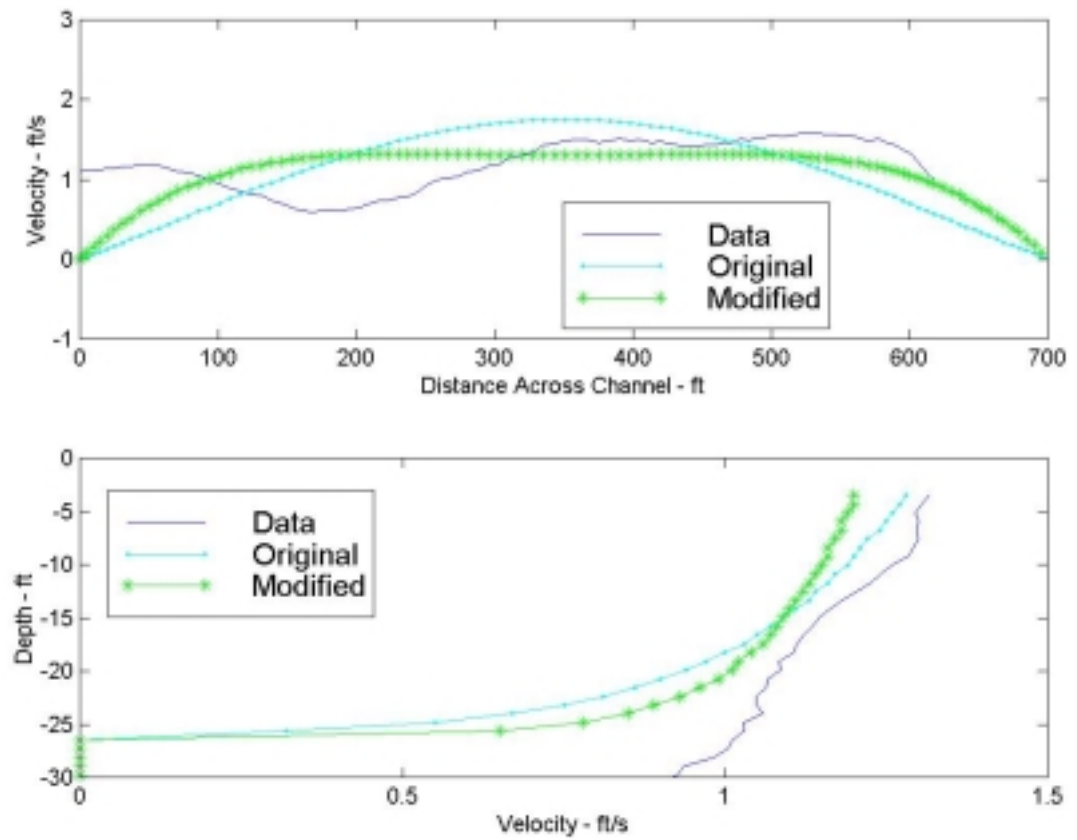 3
2
1
0
-1
Velocity - ft/s
Data
Original
Modified
0 100 200 300 400 500 600 700
Distance Across Channel - ft
0
-5
-10
-15
-20
-25
-30
Depth - ft
Data
Original
Modified
0 0.5 1 1.5
Velocity - ft/s